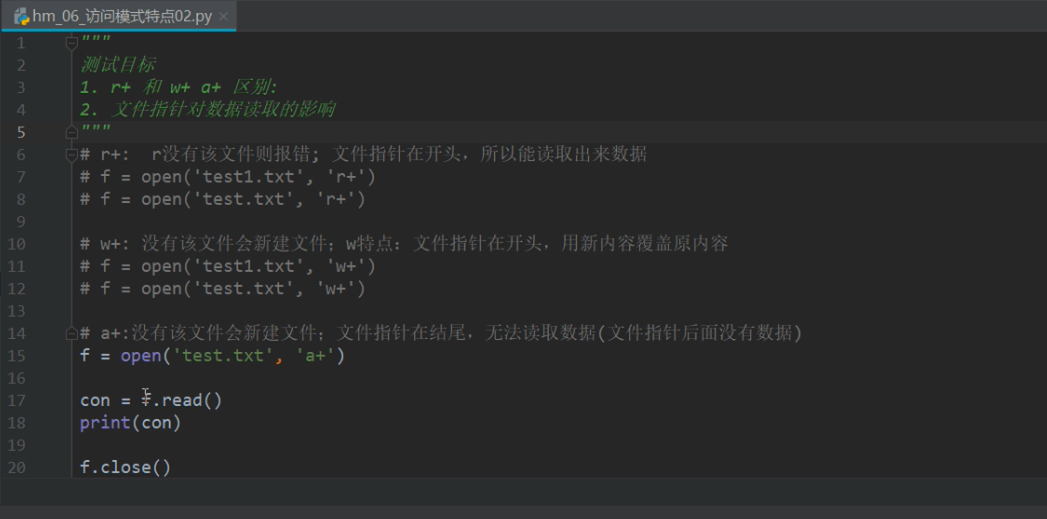 hm_06_访问模式特点02.py
1 """
2 测试目标
3 1. r+ 和 w+ a+ 区别:
4 2. 文件指针对数据读取的影响
5 """
6 # r+: r没有该文件则报错; 文件指针在开头，所以能读取出来数据
7 # f = open('test1.txt', 'r+')
8 # f = open('test.txt', 'r+')
9
10 # w+: 没有该文件会新建文件；w特点：文件指针在开头，用新内容覆盖原内容
11 # f = open('test1.txt', 'w+')
12 # f = open('test.txt', 'w+')
13
14 # a+:没有该文件会新建文件；文件指针在结尾，无法读取数据(文件指针后面没有数据)
15 f = open('test.txt', 'a+')
16
17 con = f.read()
18 print(con)
19
20 f.close()